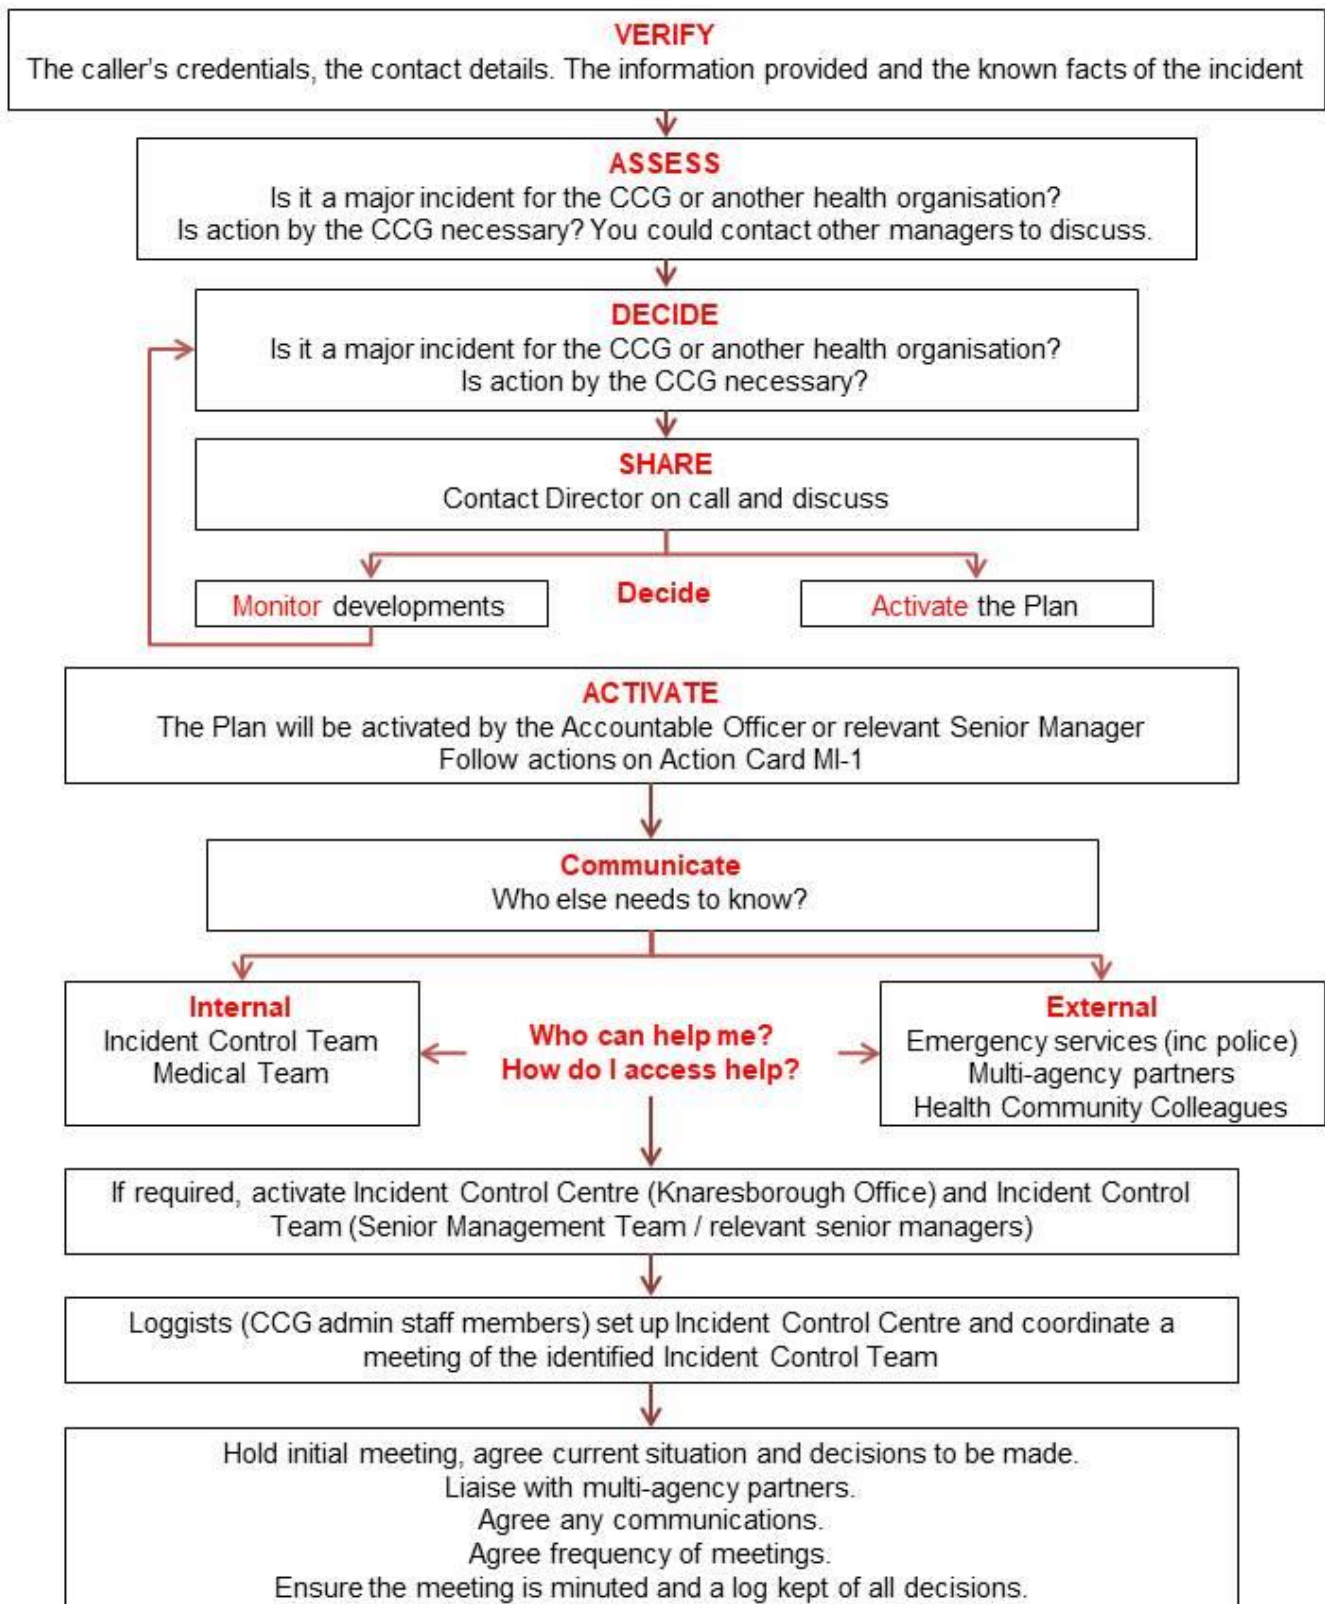 VERIFY
The caller's credentials, the contact details. The information provided and the known facts of the incident
ASSESS
Is it a major incident for the CCG or another health organisation?
Is action by the CCG necessary? You could contact other managers to discuss.
DECIDE
Is it a major incident for the CCG or another health organisation?
Is action by the CCG necessary?
SHARE
Contact Director on call and discuss
Monitor developments
Decide
Activate the Plan
ACTIVATE
The Plan will be activated by the Accountable Officer or relevant Senior Manager
Follow actions on Action Card MI-1
Communicate
Who else needs to know?
Internal
Incident Control Team
Medical Team
Who can help me?
How do I access help?
External
Emergency services (inc police)
Multi-agency partners
Health Community Colleagues
If required, activate Incident Control Centre (Knaresborough Office) and Incident Control
Team (Senior Management Team / relevant senior managers)
Loggists (CCG admin staff members) set up Incident Control Centre and coordinate a
meeting of the identified Incident Control Team
Hold initial meeting, agree current situation and decisions to be made.
Liaise with multi-agency partners.
Agree any communications.
Agree frequency of meetings.
Ensure the meeting is minuted and a log kept of all decisions.